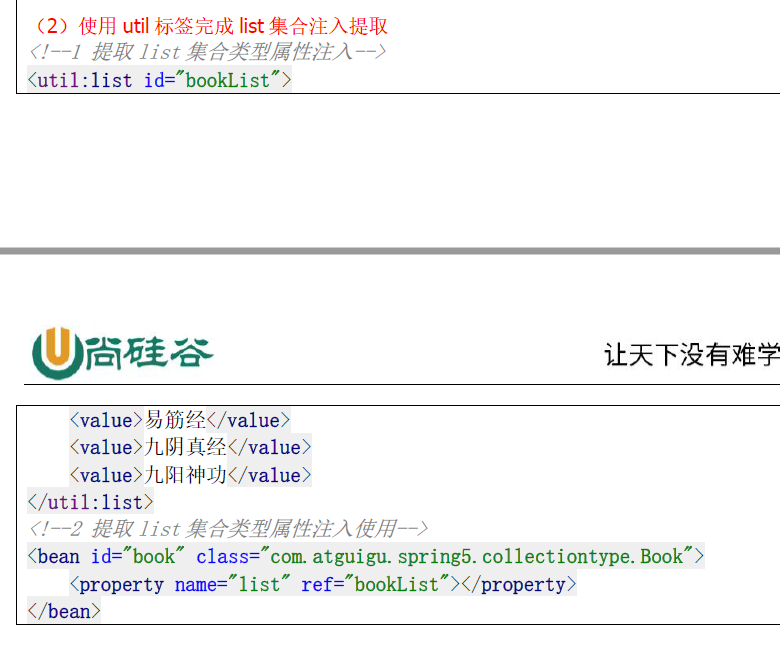 （2）使用 util 标签完成 list 集合注入提取
<!--1 提取 list 集合类型属性注入-->
<util:list id="bookList">
尚硅谷
让天下没有难学
<value>易筋经</value>
<value>九阴真经</value>
<value>九阳神功</value>
</util:list>
<!--2 提取 list 集合类型属性注入使用-->
<bean id="book" class="com.atguigu.spring5.collectiontype.Book">
<property name="list" ref="bookList"></property>
</bean>